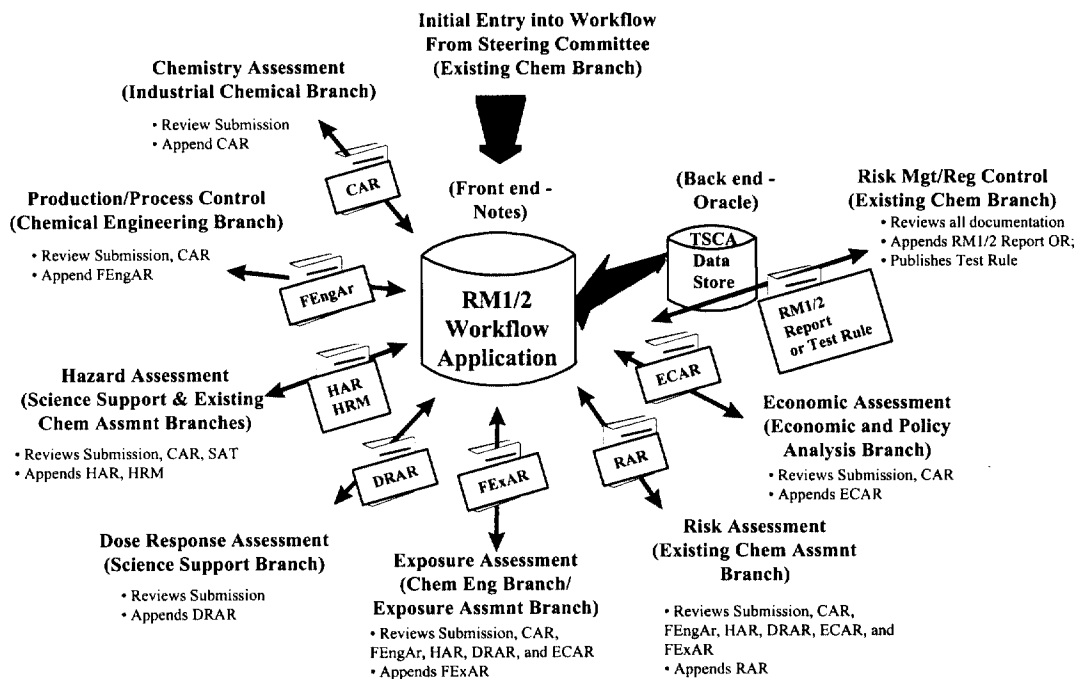 Initial Entry into Workflow
From Steering Committee
(Existing Chem Branch)
Chemistry Assessment
(Industrial Chemical Branch)
• Review Submission
• Append CAR
CAR
Production/Process Control
(Chemical Engineering Branch)
• Review Submission, CAR
• Append FEngAR
FEngAr
(Front end -
Notes)
RM1/2
Workflow
Application
(Back end -
Oracle)
TSCA
Data
Store
Risk Mgt/Reg Control
(Existing Chem Branch)
• Reviews all documentation
• Appends RM1/2 Report OR;
• Publishes Test Rule
RM1/2
Report
or Test Rule
Hazard Assessment
(Science Support & Existing
Chem Assmnt Branches)
• Reviews Submission, CAR, SAT
• Appends HAR, HRM
HAR
HRM
ECAR
Economic Assessment
(Economic and Policy
Analysis Branch)
• Reviews Submission, CAR
• Appends ECAR
DRAR
Dose Response Assessment
(Science Support Branch)
• Reviews Submission
• Appends DRAR
FExAR
Exposure Assessment
(Chem Eng Branch/
Exposure Assmnt Branch)
• Reviews Submission, CAR,
FEngAr, HAR, DRAR, and ECAR
• Appends FExAR
RAR
Risk Assessment
(Existing Chem Assmnt
Branch)
• Reviews Submission, CAR,
FEngAr, HAR, DRAR, ECAR, and
FExAR
• Appends RAR